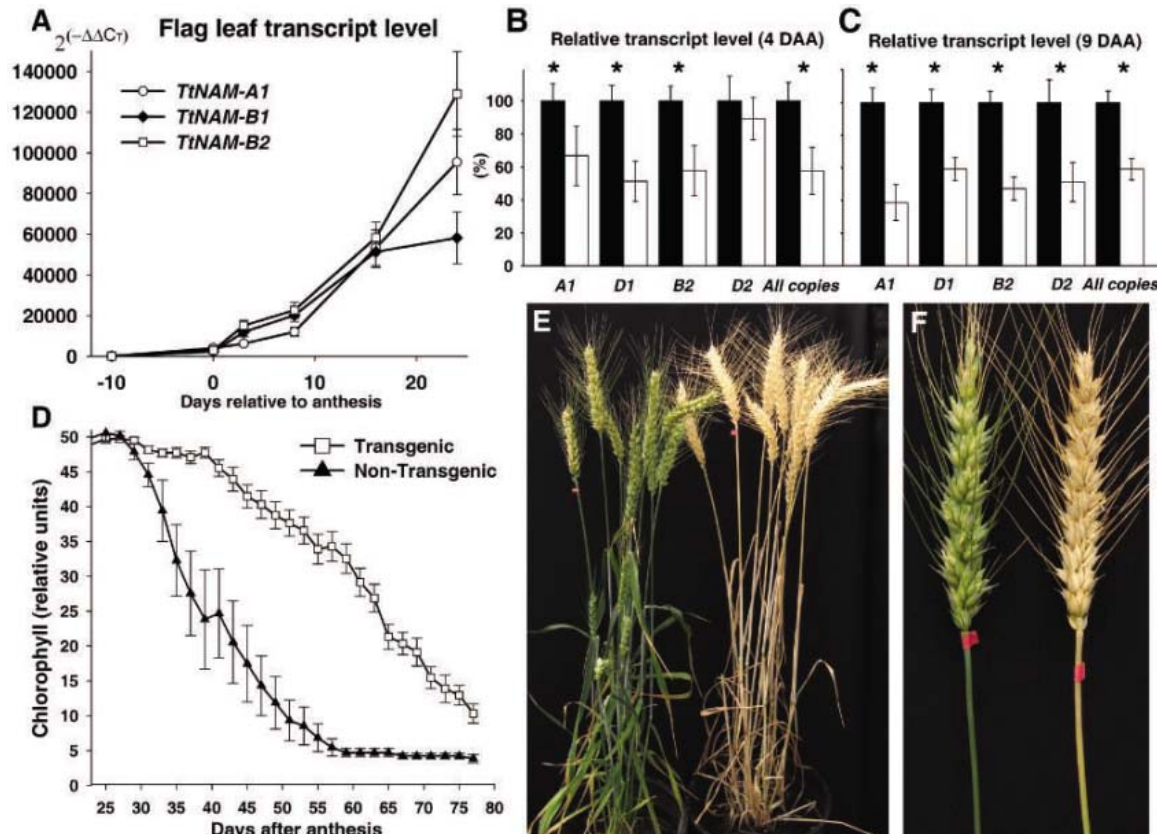 A
Flag leaf transcript level
2(-ΔΔCT)
140000
120000
100000
80000
60000
40000
20000
0
TtNAM-A1
TtNAM-B1
TtNAM-B2
-10 0 10 20
Days relative to anthesis
B
Relative transcript level (4 DAA)
* * * *
100
80
60
40
20
0
(%)
A1 D1 B2 D2 All copies
C
Relative transcript level (9 DAA)
* * * * *
A1 D1 B2 D2 All copies
D
Chlorophyll (relative units)
50
45
40
35
30
25
20
15
10
5
0
Transgenic
Non-Transgenic
25 29 35 40 45 50 55 60 65 70 75 80
Days after anthesis
E
F